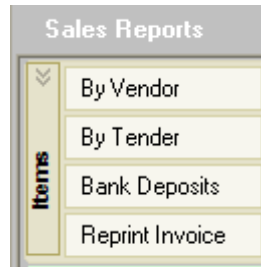 Sales Reports
Items
By Vendor
By Tender
Bank Deposits
Reprint Invoice